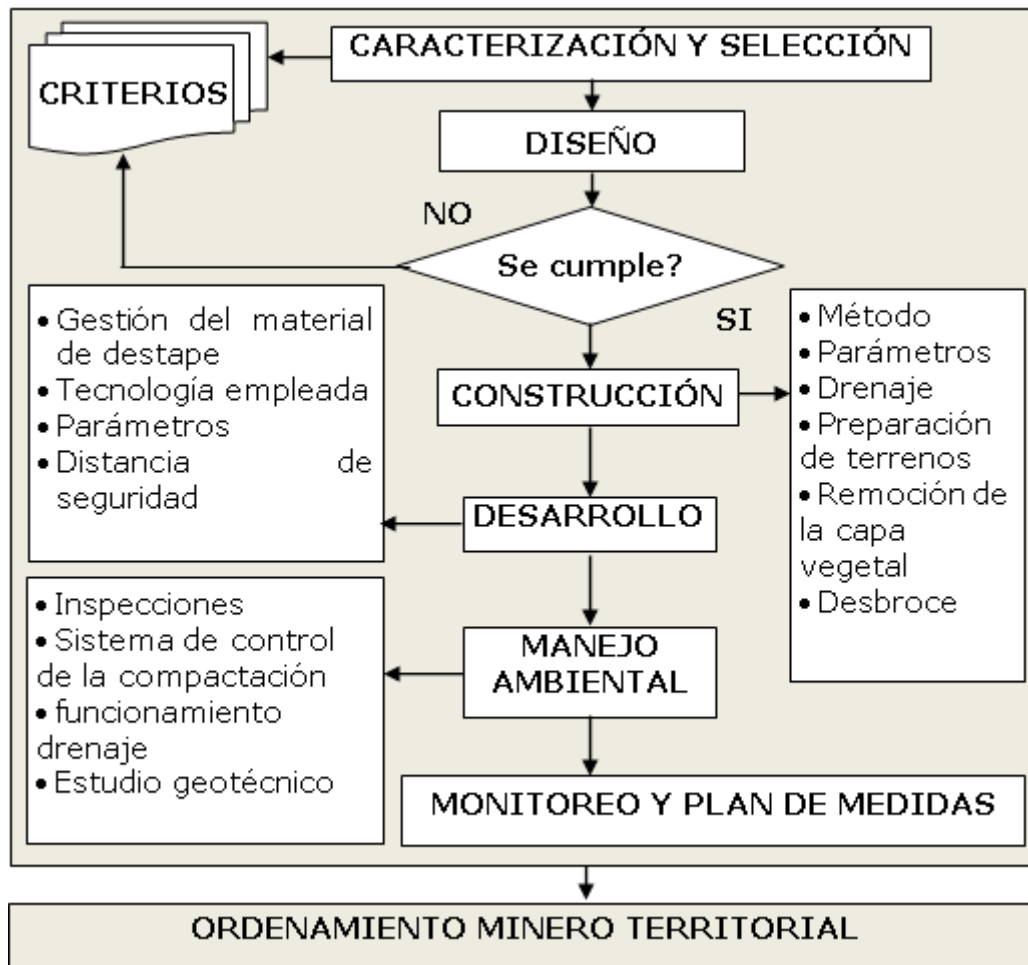 CARACTERIZACIÓN Y SELECCIÓN
CRITERIOS
DISEÑO
NO
Se cumple?
SI
• Gestión del material
de destape
• Tecnología empleada
• Parámetros
• Distancia de
seguridad
CONSTRUCCIÓN
• Método
• Parámetros
• Drenaje
• Preparación
de terrenos
• Remoción de
la capa
vegetal
• Desbroce
DESARROLLO
• Inspecciones
• Sistema de control
de la compactación
• funcionamiento
drenaje
• Estudio geotécnico
MANEJO
AMBIENTAL
MONITOREO Y PLAN DE MEDIDAS
ORDENAMIENTO MINERO TERRITORIAL